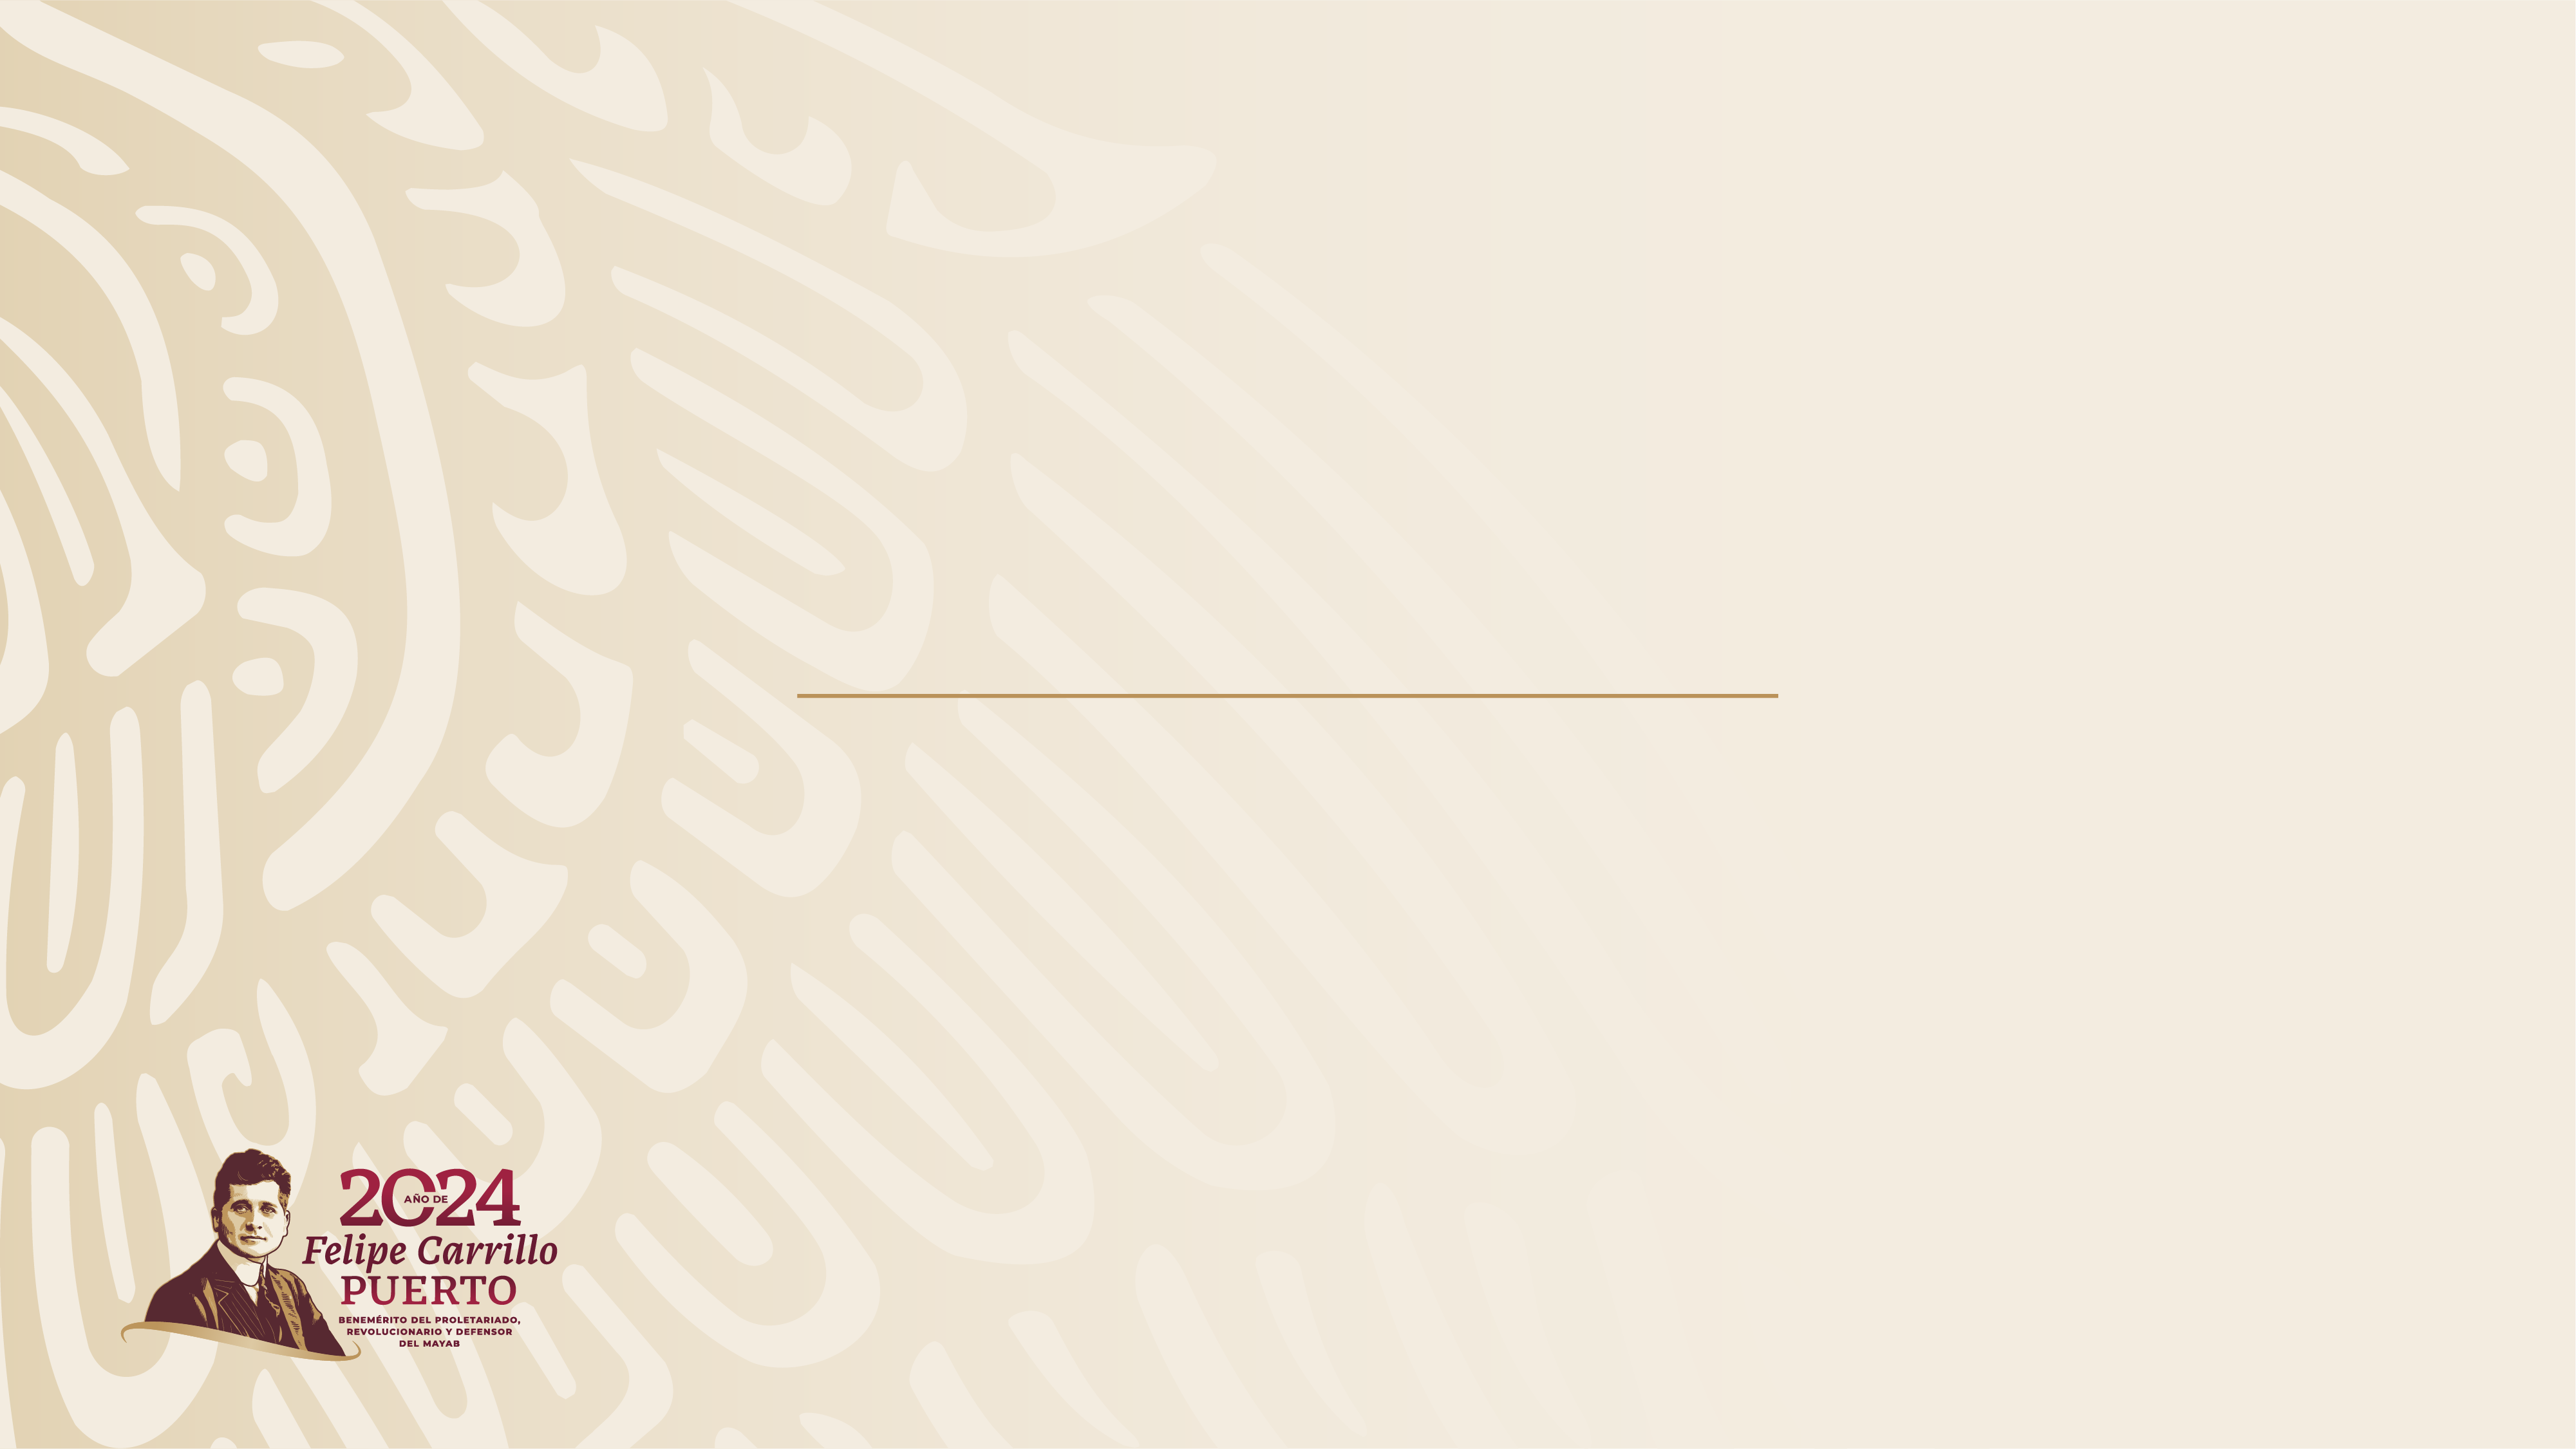 2024
AÑO DE
Felipe Carrillo
PUERTO
BENEMÉRITO DEL PROLETARIADO,
REVOLUCIONARIO Y DEFENSOR
DEL MAYAB